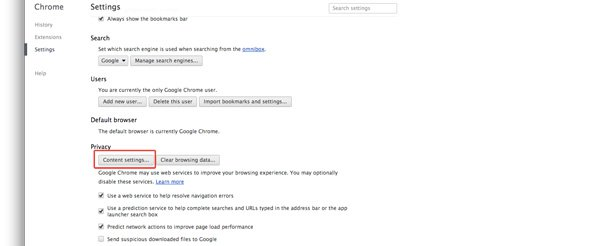 Chrome
Settings
Search settings
History
Extensions
Settings
Help
Always show the bookmarks bar
Search
Set which search engine is used when searching from the omnibox.
Google
Manage search engines...
Users
You are currently the only Google Chrome user.
Add new user...
Delete this user
Import bookmarks and settings...
Default browser
The default browser is currently Google Chrome.
Privacy
Content settings...
Clear browsing data...
Google Chrome may use web services to improve your browsing experience. You may optionally
disable these services. Learn more
Use a web service to help resolve navigation errors
Use a prediction service to help complete searches and URLs typed in the address bar or the app
launcher search box
Predict network actions to improve page load performance
Send suspicious downloaded files to Google